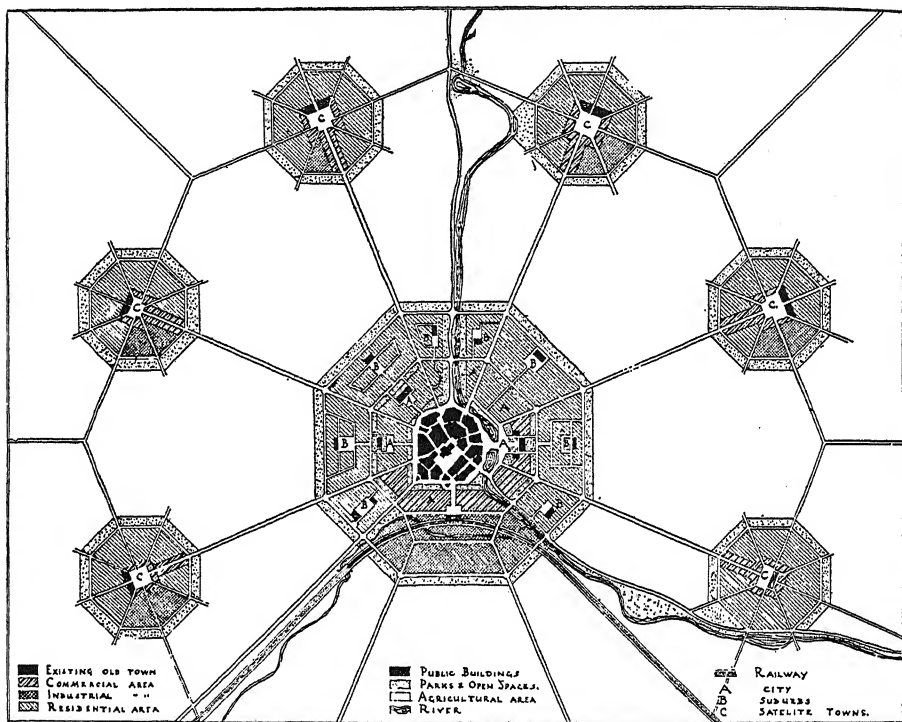 C
C
C
C
B
B
B
B
A
A
A
B
A
A
B
A
C
C
EXISTING OLD TOWN
COMMERCIAL AREA
INDUSTRIAL " "
RESIDENTIAL AREA
PUBLIC BUILDINGS
PARKS & OPEN SPACES.
AGRICULTURAL AREA
RIVER
RAILWAY
A CITY
B SUBURBS
C SATELITE TOWNS.